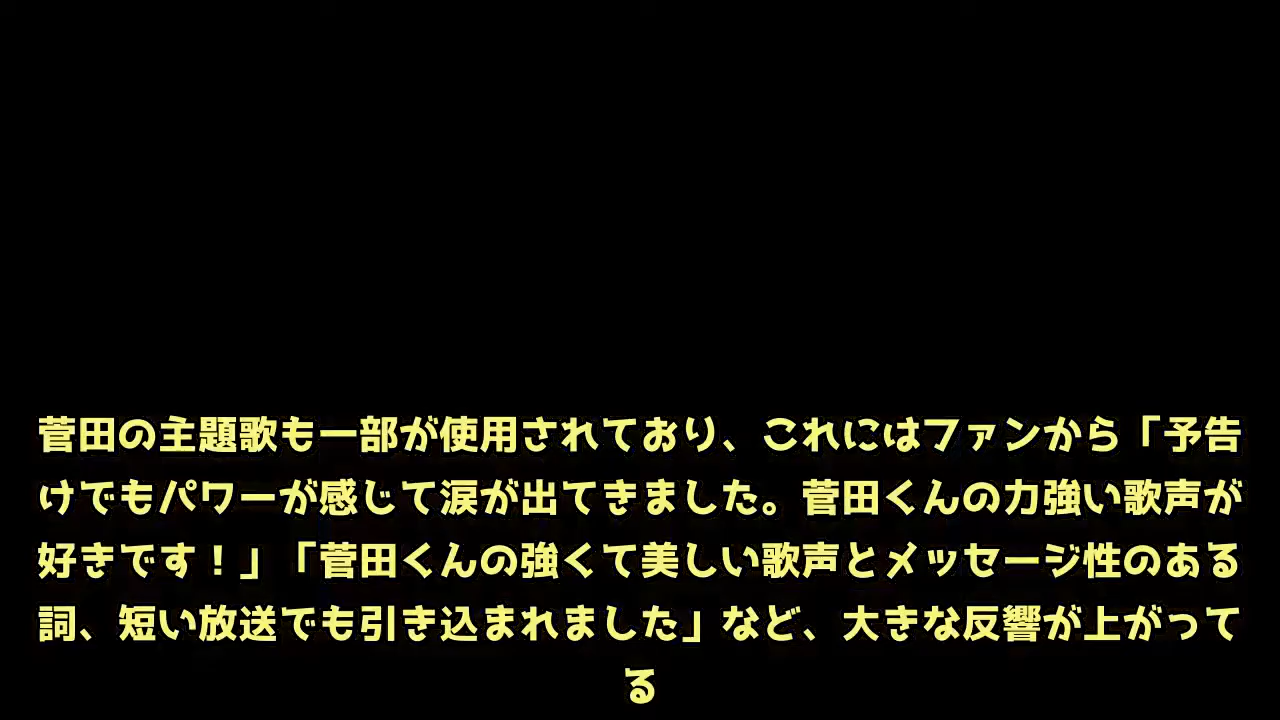 菅田の主題歌も一部が使用されており、これにはファンから「予告
けでもパワーが感じて涙が出てきました。菅田くんの力強い歌声が
好きです！」「菅田くんの強くて美しい歌声とメッセージ性のある
詞、短い放送でも引き込まれました」など、大きな反響が上がって
る